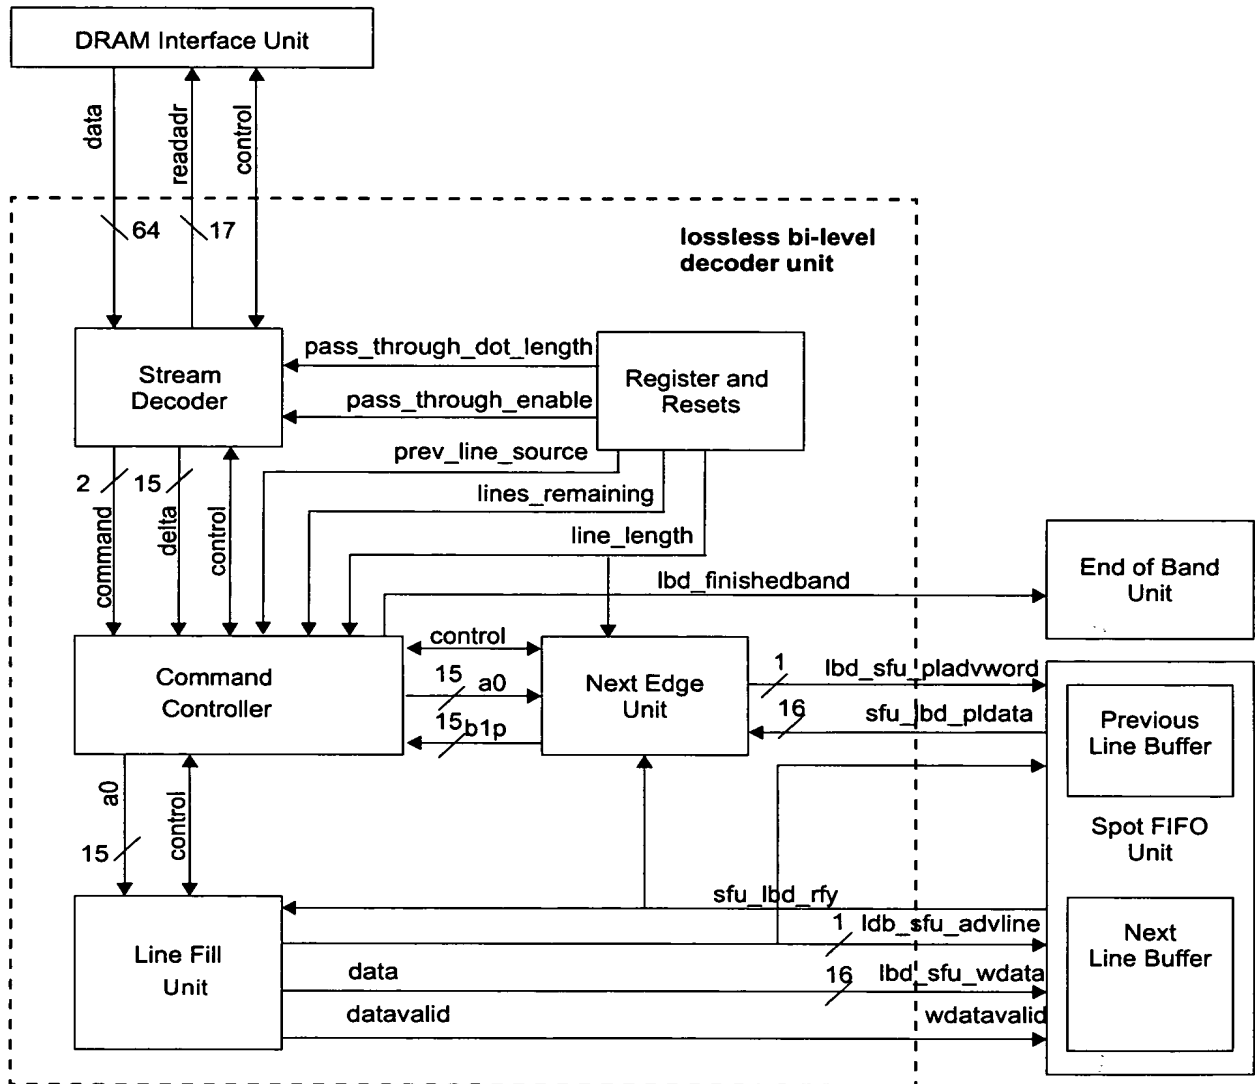 DRAM Interface Unit
data
readadr
control
64
17
lossless bi-level
decoder unit
Stream
Decoder
pass_through_dot_length
pass_through_enable
Register and
Resets
prev_line_source
lines_remaining
line_length
2
15
command
delta
control
lbd_finishedband
End of Band
Unit
Command
Controller
control
15
a0
15
b1p
Next Edge
Unit
1
lbd_sfu_pladvword
16
sfu_lbd_pldata
Previous
Line Buffer
Spot FIFO
Unit
a0
control
15
sfu_lbd_rfy
1
ldb_sfu_advline
Line Fill
Unit
data
16
lbd_sfu_wdata
datavalid
wdatavalid
Next
Line Buffer